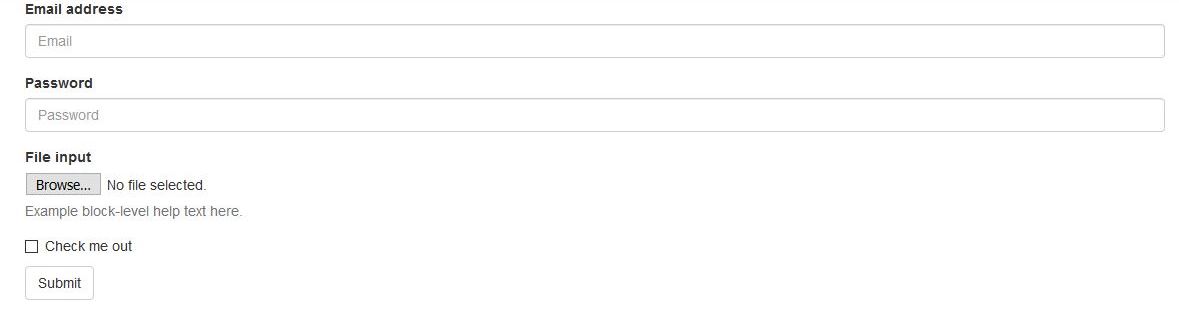 Email address
Email
Password
Password
File input
Browse... No file selected.
Example block-level help text here.
Check me out
Submit